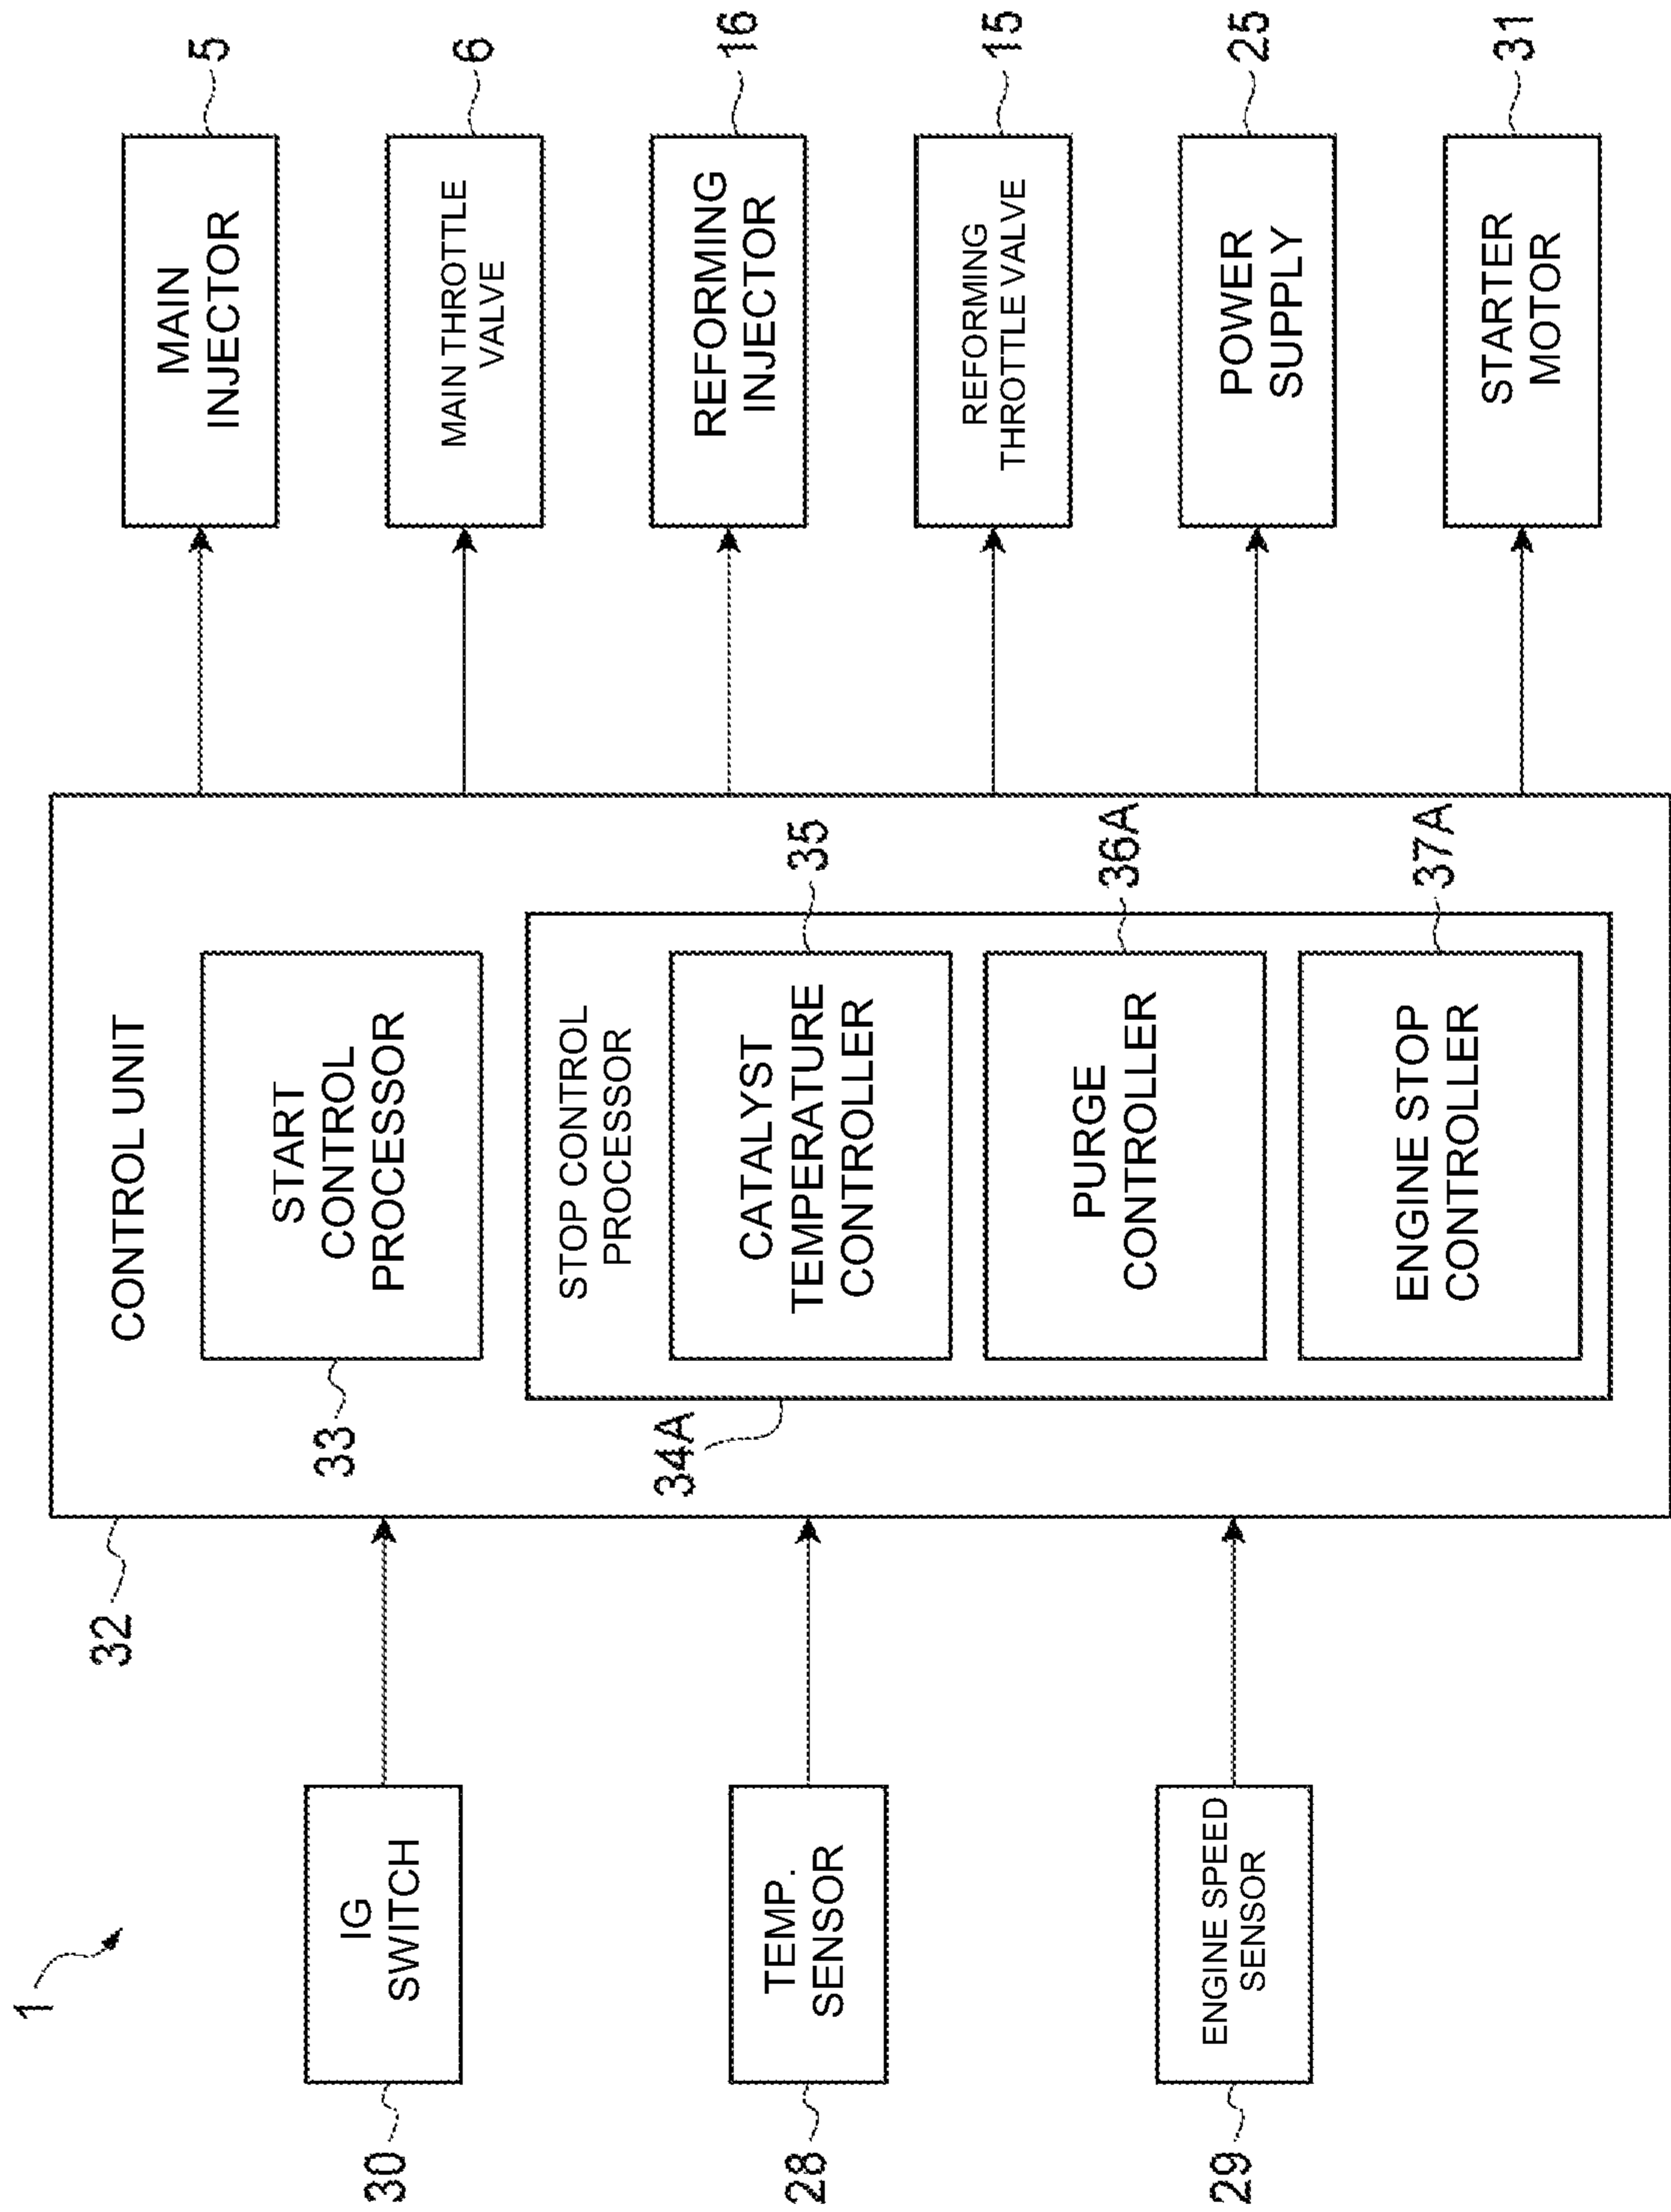 1
30
IG
SWITCH
28
TEMP.
SENSOR
29
ENGINE SPEED
SENSOR
32
CONTROL UNIT
33
START
CONTROL
PROCESSOR
34A
STOP CONTROL
PROCESSOR
CATALYST
TEMPERATURE
CONTROLLER
35
PURGE
CONTROLLER
36A
ENGINE STOP
CONTROLLER
37A
MAIN
INJECTOR
5
MAIN THROTTLE
VALVE
6
REFORMING
INJECTOR
16
REFORMING
THROTTLE VALVE
15
POWER
SUPPLY
25
STARTER
MOTOR
31